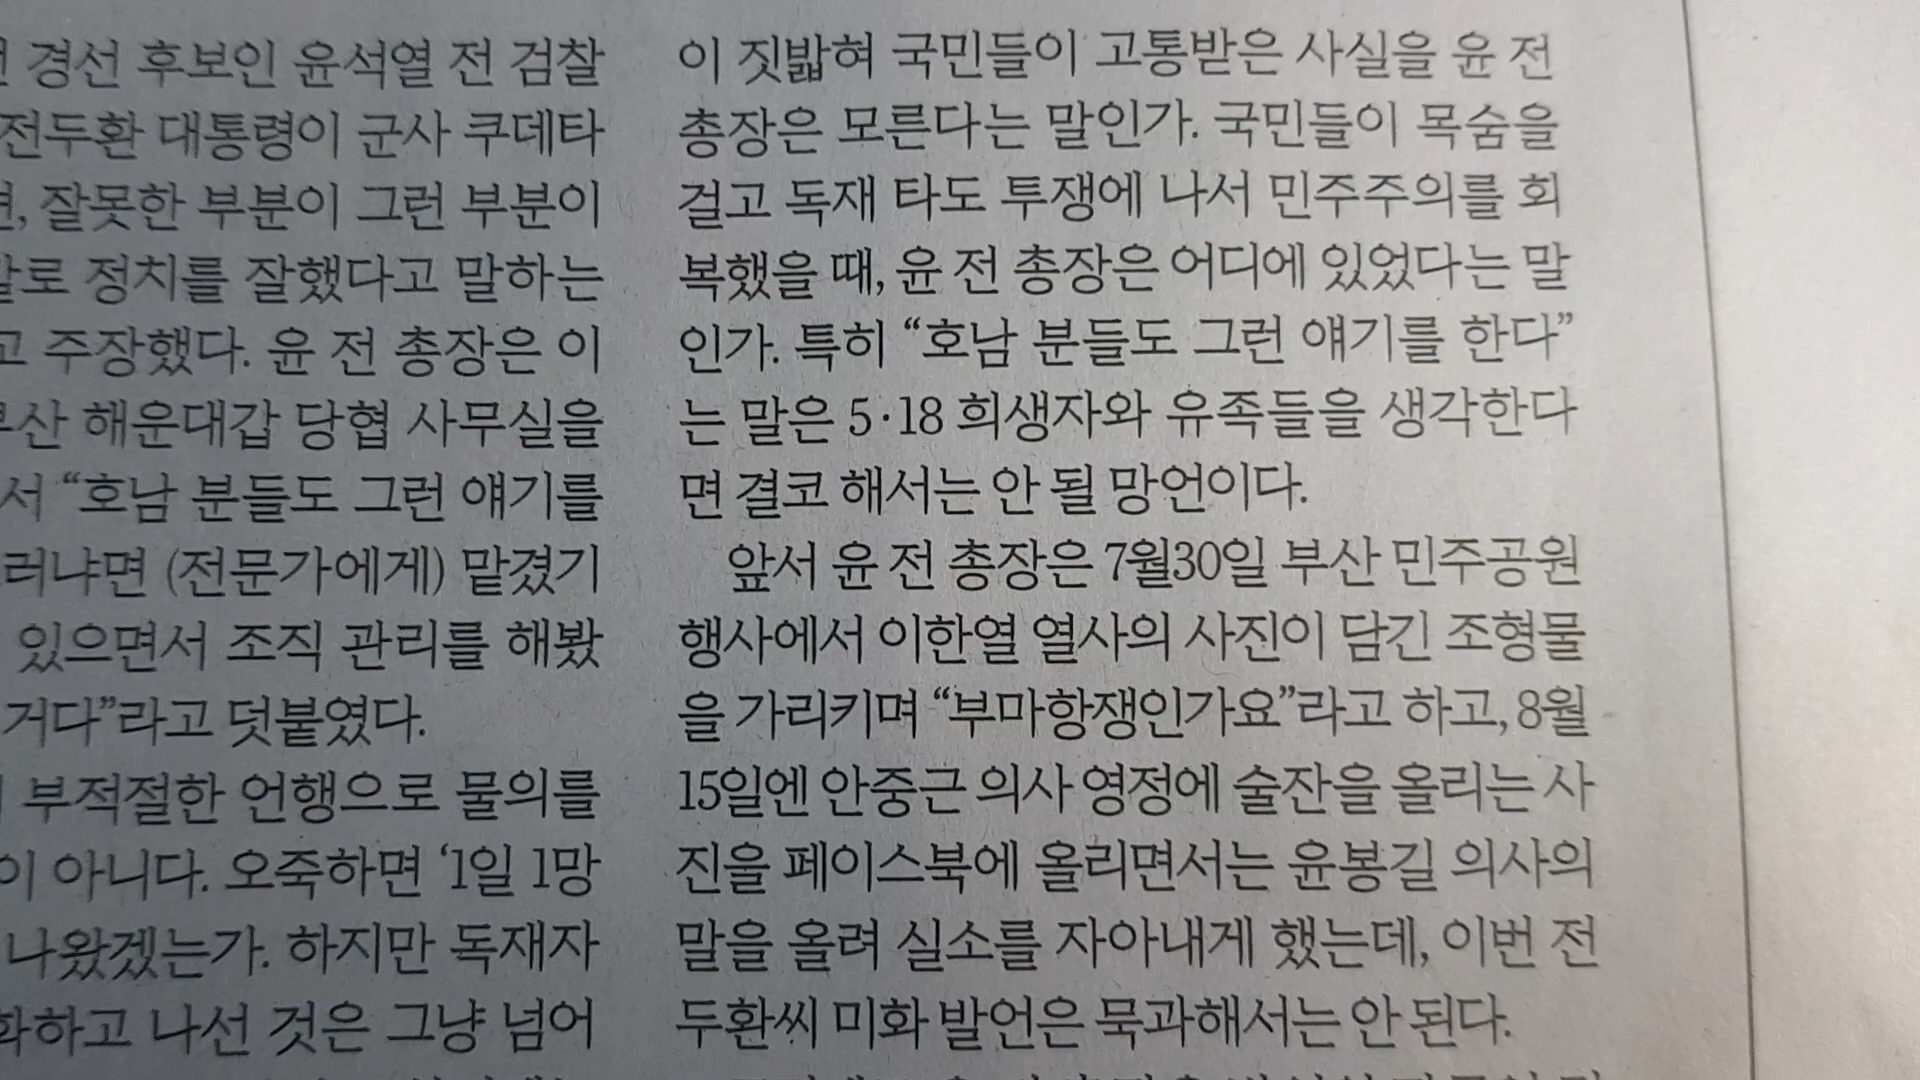 경선 후보인 윤석열 전 검찰
전두환 대통령이 군사 쿠데타
잘못한 부분이 그런 부분이
정치를 잘했다고 말하는
주장했다. 윤 전 총장은 이
해운대갑 당협 사무실을
서 “호남 분들도 그런 얘기를
러냐면 (전문가에게) 맡겼기
있으면서 조직 관리를 해봤
거다”라고 덧붙였다.
부적절한 언행으로 물의를
이 아니다. 오죽하면 ‘1일 1망
나왔겠는가. 하지만 독재자
화하고 나선 것은 그냥 넘어
이 짓밟혀 국민들이 고통받은 사실을 윤 전
총장은 모른다는 말인가. 국민들이 목숨을
걸고 독재 타도 투쟁에 나서 민주주의를 회
복했을 때, 윤 전 총장은 어디에 있었다는 말
인가. 특히 “호남 분들도 그런 얘기를 한다”
는 말은 5·18 희생자와 유족들을 생각한다
면 결코 해서는 안 될 망언이다.
앞서 윤 전 총장은 7월30일 부산 민주공원
행사에서 이한열 열사의 사진이 담긴 조형물
을 가리키며 “부마항쟁인가요”라고 하고, 8월
15일엔 안중근 의사 영정에 술잔을 올리는 사
진을 페이스북에 올리면서는 윤봉길 의사의
말을 올려 실소를 자아내게 했는데, 이번 전
두환씨 미화 발언은 묵과해서는 안 된다.